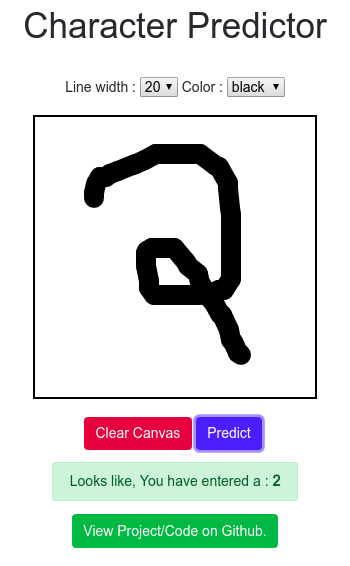 Character Predictor
Line width : 20 Color : black
Clear Canvas Predict
Looks like, You have entered a : 2
View Project/Code on Github.